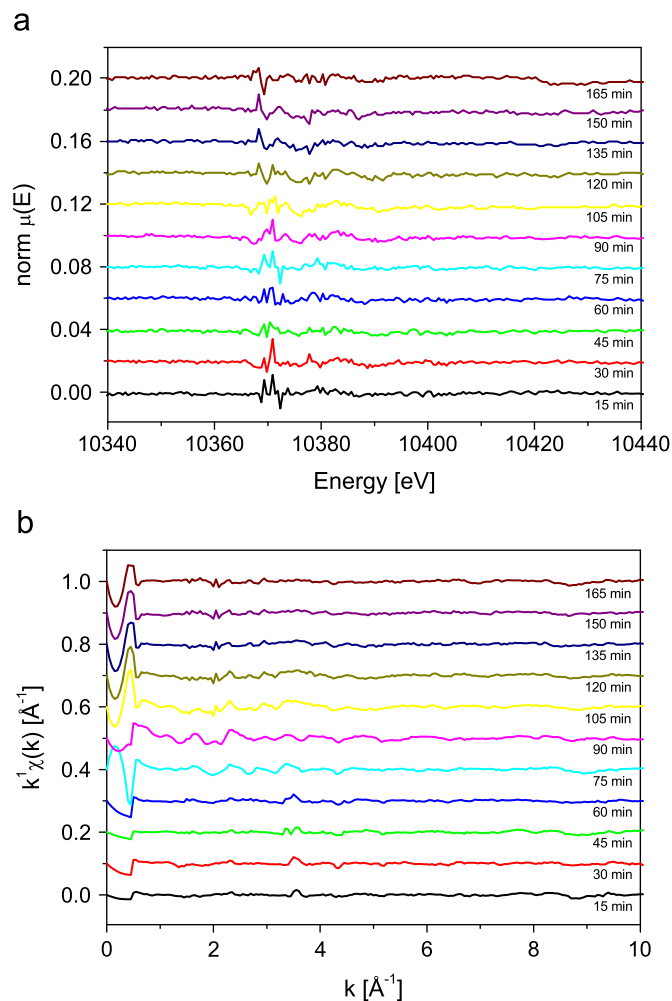 a
norm μ(E)
0.20
0.16
0.12
0.08
0.04
0.00
165 min
150 min
135 min
120 min
105 min
90 min
75 min
60 min
45 min
30 min
15 min
10340 10360 10380 10400 10420 10440
Energy [eV]
b
k¹χ(k) [Å⁻¹]
1.0
0.8
0.6
0.4
0.2
0.0
165 min
150 min
135 min
120 min
105 min
90 min
75 min
60 min
45 min
30 min
15 min
0 2 4 6 8 10
k [Å⁻¹]